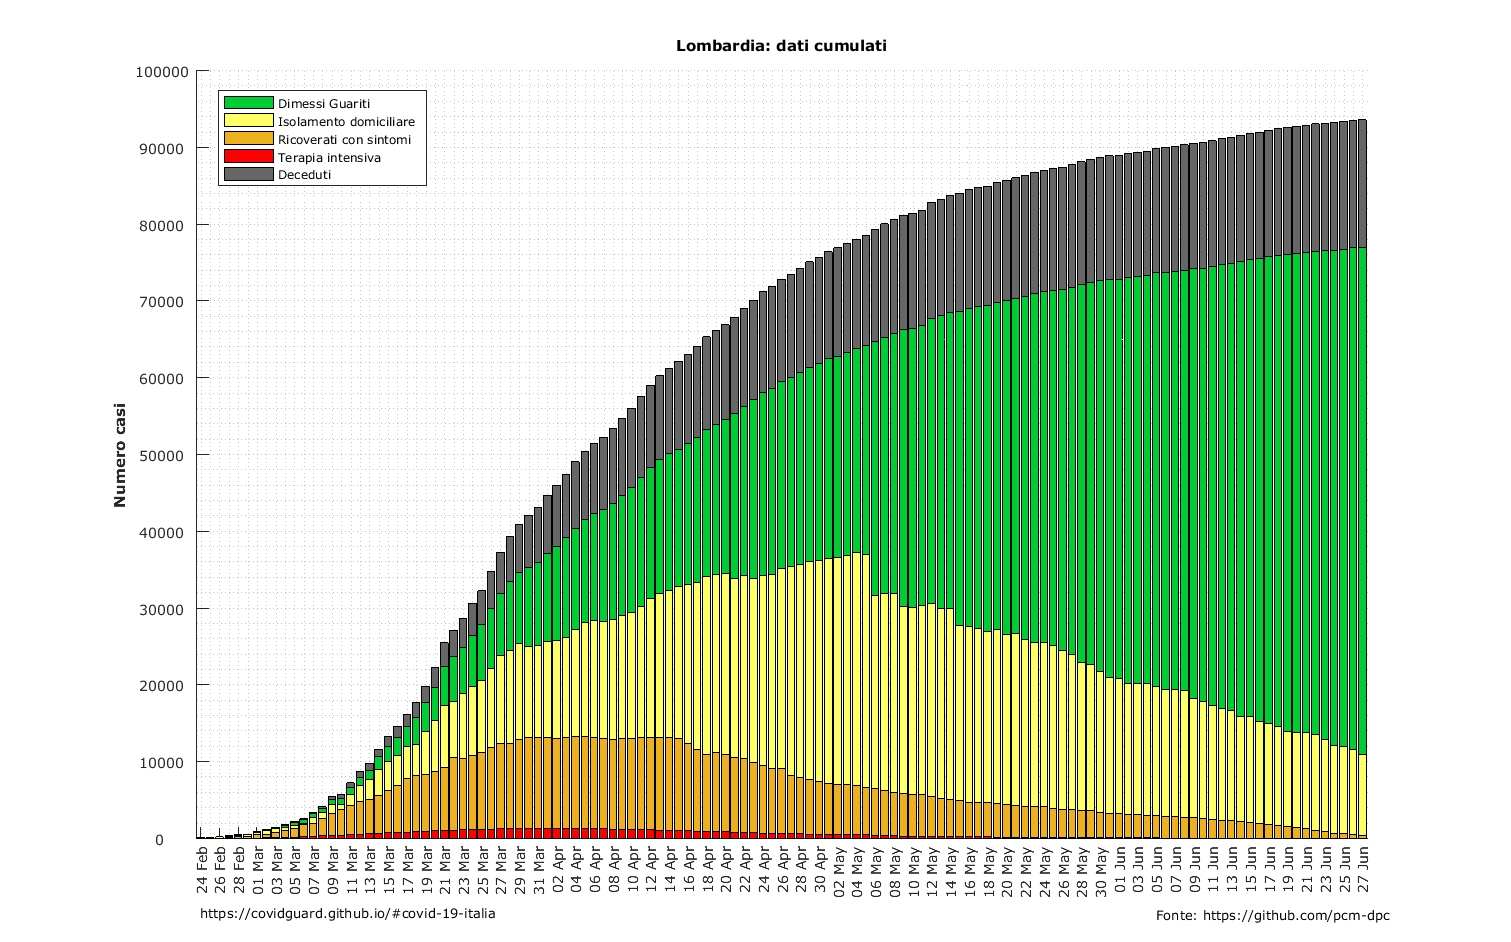 Lombardia: dati cumulati
100000
90000
80000
70000
60000
50000
40000
30000
20000
10000
0
Numero casi
Dimessi Guariti
Isolamento domiciliare
Ricoverati con sintomi
Terapia intensiva
Deceduti
24 Feb
26 Feb
28 Feb
01 Mar
03 Mar
05 Mar
07 Mar
09 Mar
11 Mar
13 Mar
15 Mar
17 Mar
19 Mar
21 Mar
23 Mar
25 Mar
27 Mar
29 Mar
31 Mar
02 Apr
04 Apr
06 Apr
08 Apr
10 Apr
12 Apr
14 Apr
16 Apr
18 Apr
20 Apr
22 Apr
24 Apr
26 Apr
28 Apr
30 Apr
02 May
04 May
06 May
08 May
10 May
12 May
14 May
16 May
18 May
20 May
22 May
24 May
26 May
28 May
30 May
01 Jun
03 Jun
05 Jun
07 Jun
09 Jun
11 Jun
13 Jun
15 Jun
17 Jun
19 Jun
21 Jun
23 Jun
25 Jun
27 Jun
https://covidguard.github.io/#covid-19-italia
Fonte: https://github.com/pcm-dpc